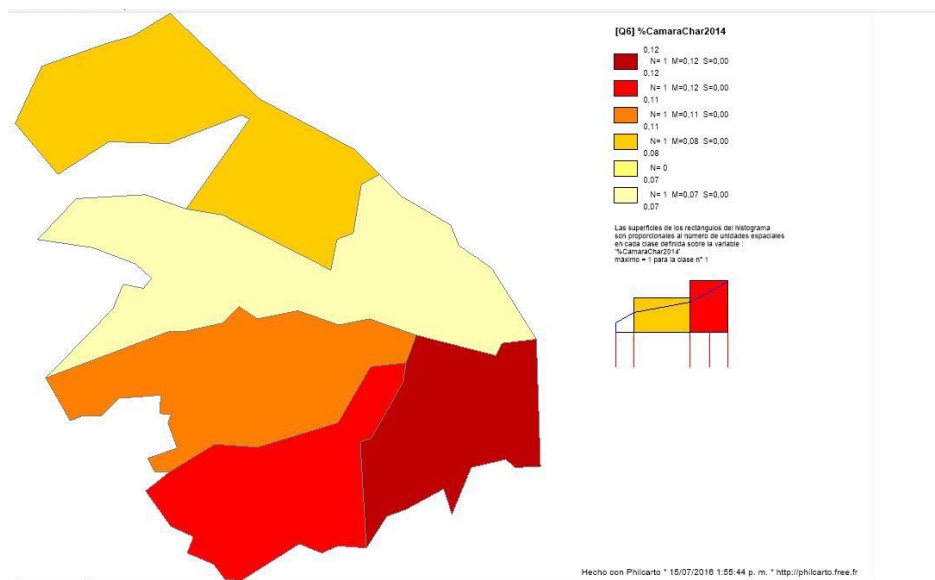 [Q6] %CamaraChar2014
0,12
N= 1 M=0,12 S=0,00
0,12
N= 1 M=0,12 S=0,00
0,11
N= 1 M=0,11 S=0,00
0,11
N= 1 M=0,08 S=0,00
0,08
N= 0
0,07
N= 1 M=0,07 S=0,00
0,07
Las superficies de los rectángulos del histograma
son proporcionales al número de unidades espaciales
en cada clase definida sobre la variable :
'%CamaraChar2014'
máximo = 1 para la clase n° 1
Hecho con Philcarto * 15/07/2016 1:55:44 p. m. * http://philcarto.free.fr